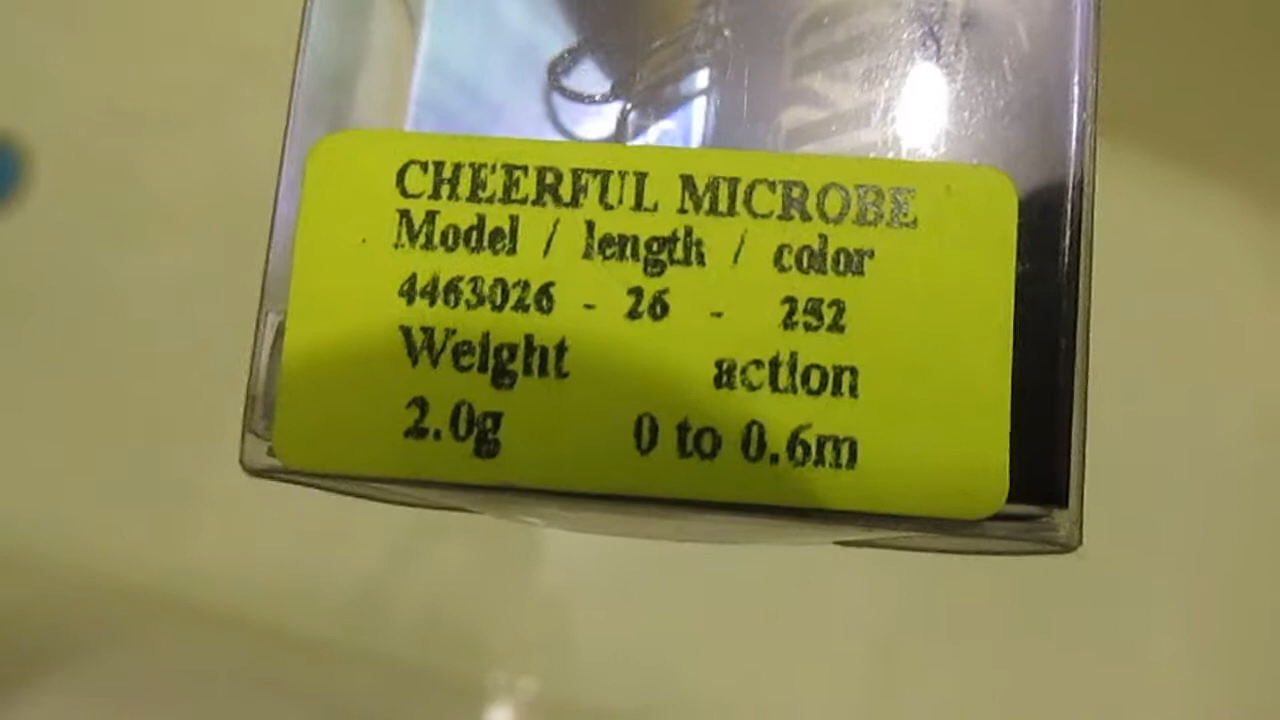 CHEERFUL MICROBE
Model / length / color
4463026 - 26 - 252
Weight action
2.0g 0 to 0.6m